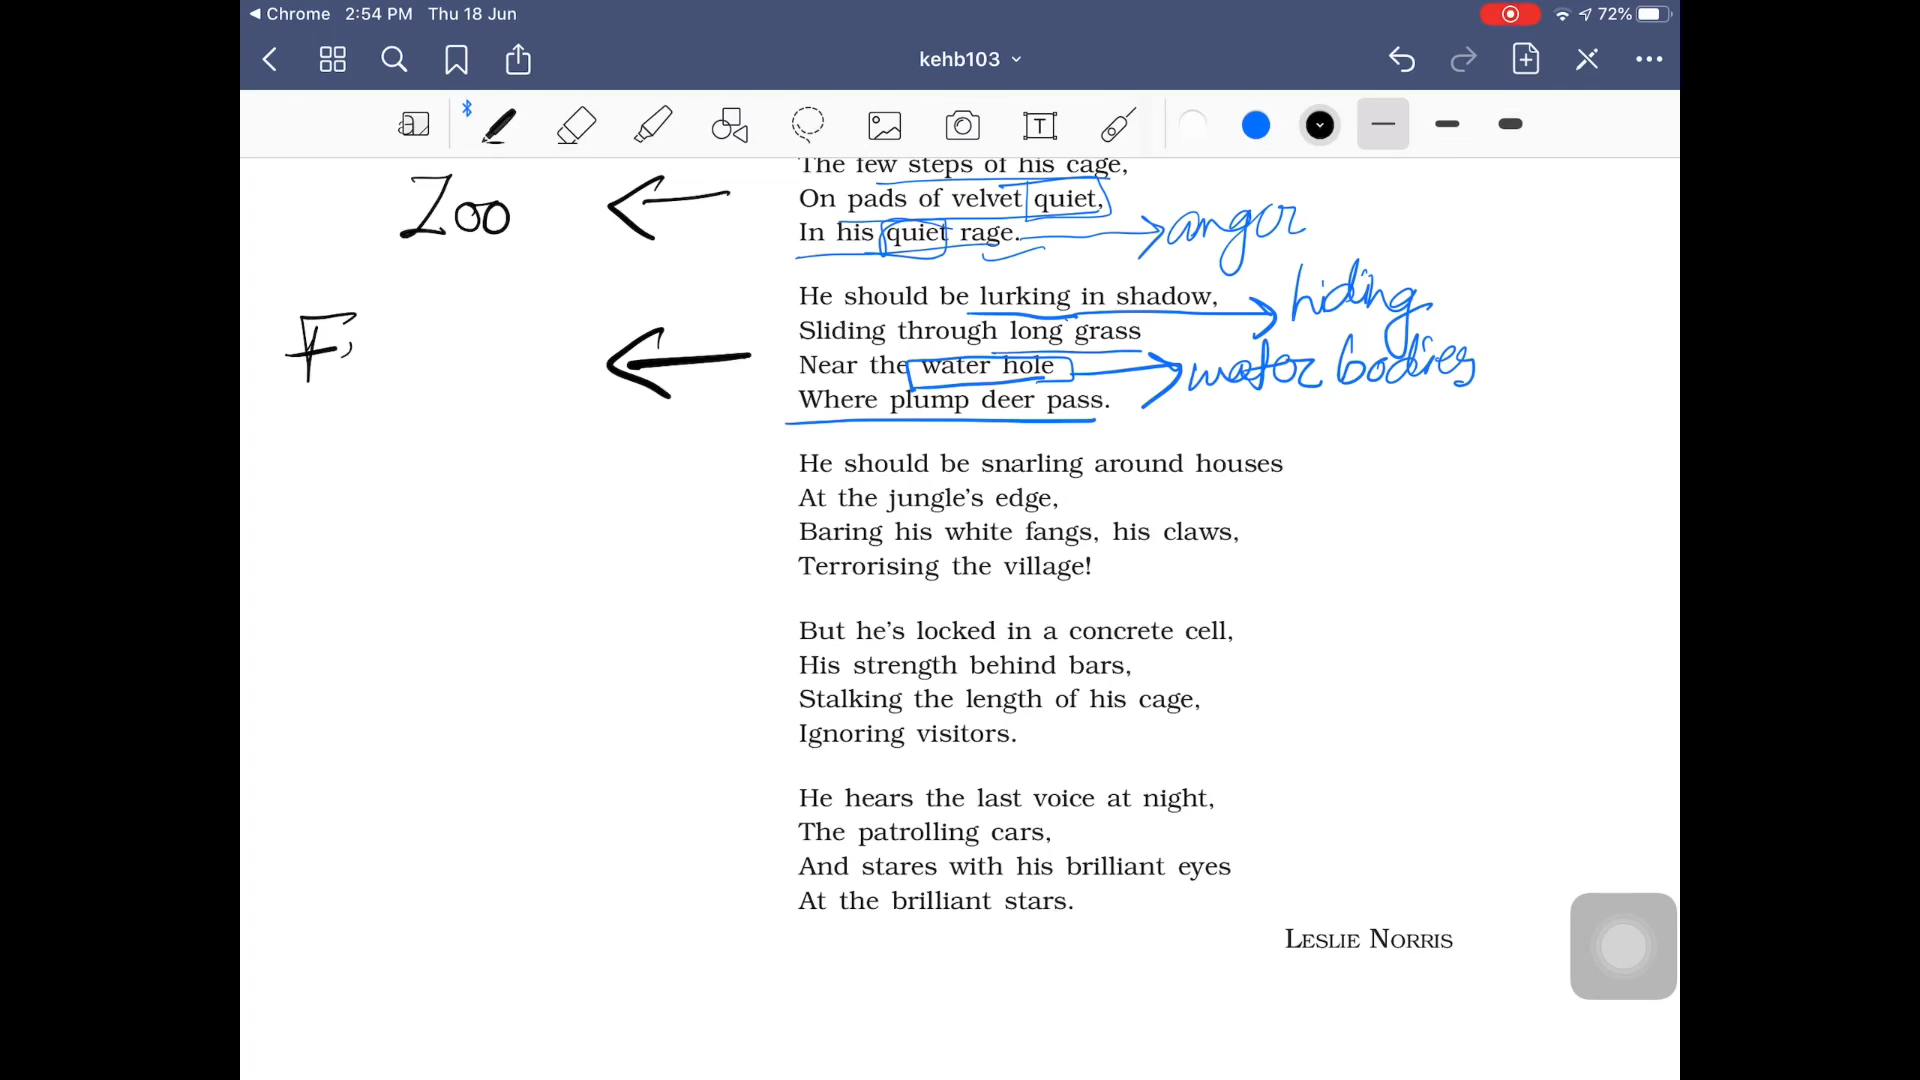 Chrome 2:54 PM Thu 18 Jun 72%
kehb103
The few steps of his cage,
Zoo
On pads of velvet quiet,
In his quiet rage.
anger
He should be lurking in shadow,
hiding
Sliding through long grass
F
Near the water hole
water bodies
Where plump deer pass.
He should be snarling around houses
At the jungle’s edge,
Baring his white fangs, his claws,
Terrorising the village!
But he’s locked in a concrete cell,
His strength behind bars,
Stalking the length of his cage,
Ignoring visitors.
He hears the last voice at night,
The patrolling cars,
And stares with his brilliant eyes
At the brilliant stars.
LESLIE NORRIS